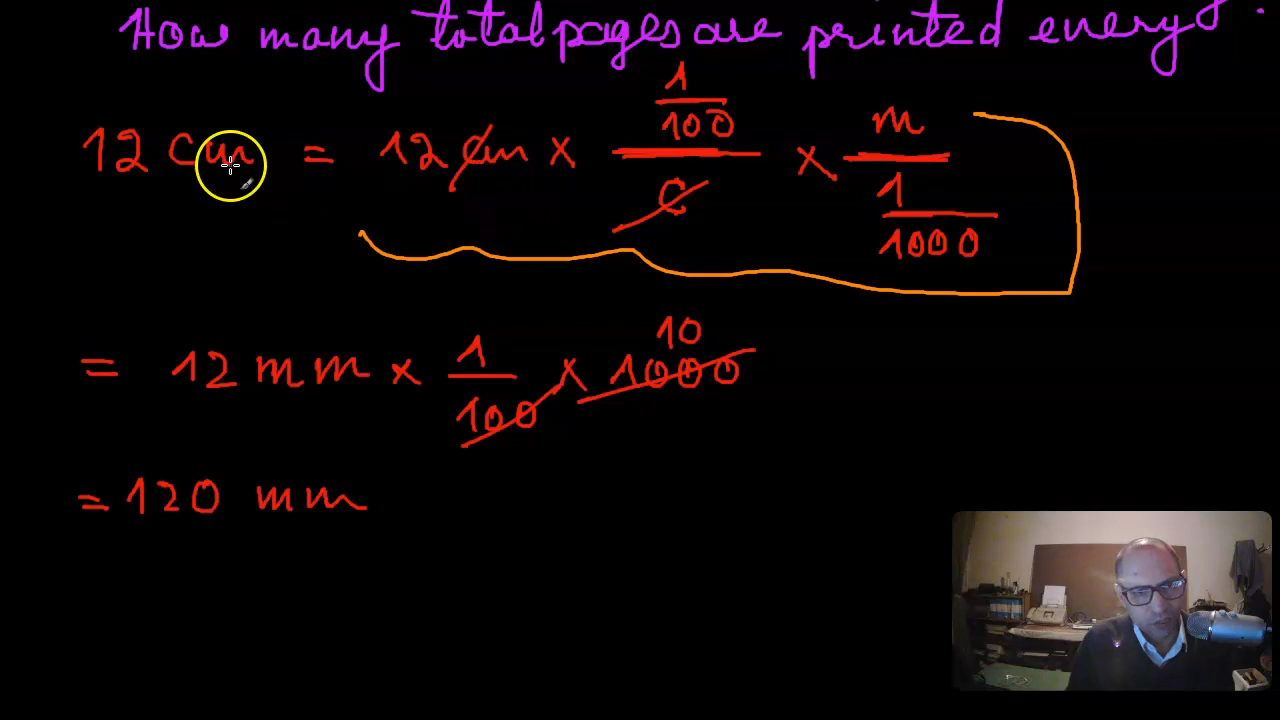 How many total pages are printed every
12 cm = 12 cm × 1/100 / c × m / 1/1000
= 12 mm × 1/100 × 1000 10
= 120 mm